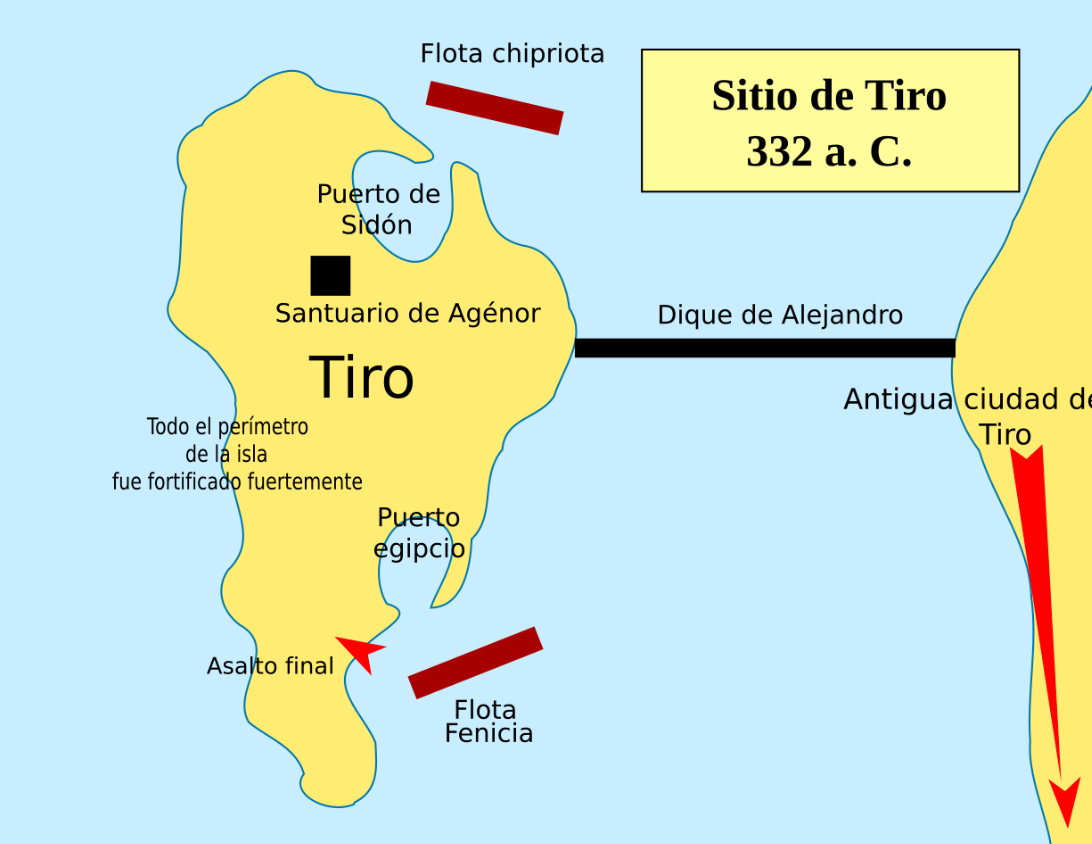 Flota chipriota
Sitio de Tiro
332 a. C.
Puerto de
Sidón
Santuario de Agénor
Dique de Alejandro
Tiro
Antigua ciudad de
Tiro
Todo el perímetro
de la isla
fue fortificado fuertemente
Puerto
egipcio
Asalto final
Flota
Fenicia